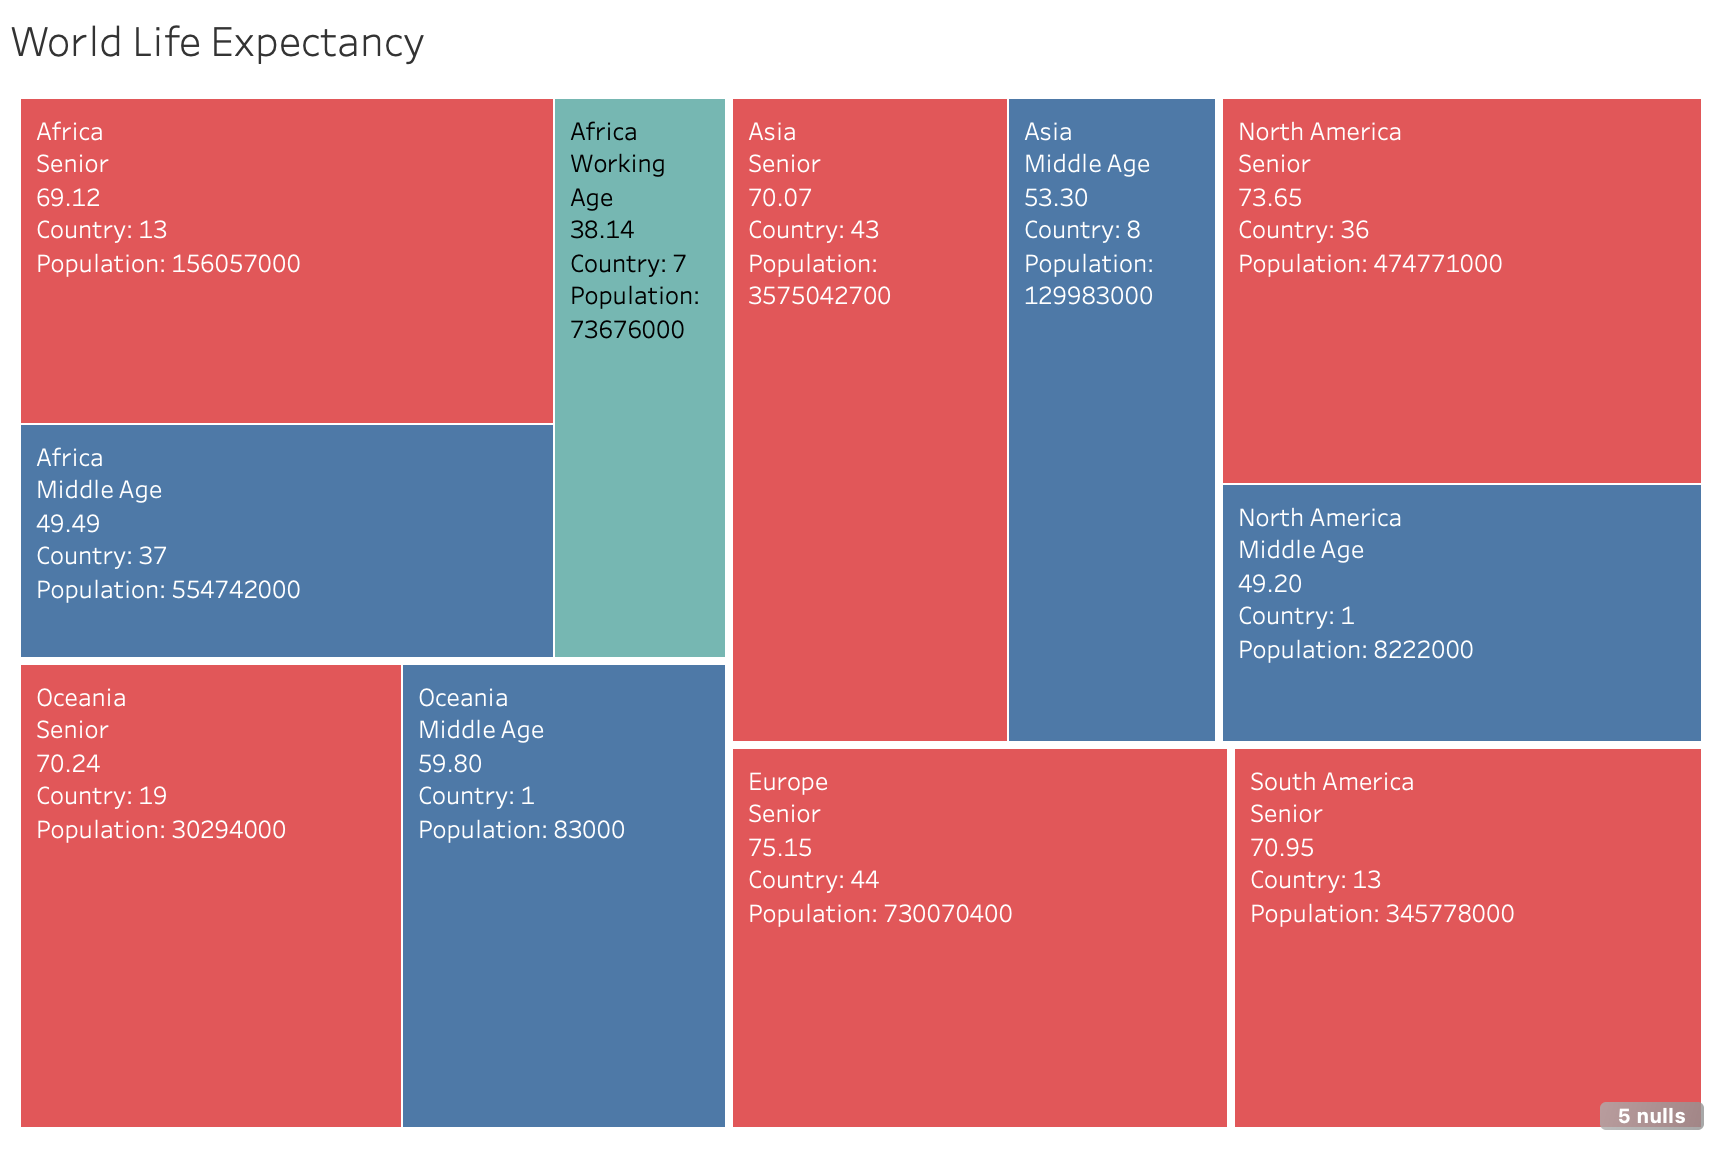 World Life Expectancy
Africa
Senior
69.12
Country: 13
Population: 156057000
Africa
Working
Age
38.14
Country: 7
Population:
73676000
Asia
Senior
70.07
Country: 43
Population:
3575042700
Asia
Middle Age
53.30
Country: 8
Population:
129983000
North America
Senior
73.65
Country: 36
Population: 474771000
Africa
Middle Age
49.49
Country: 37
Population: 554742000
North America
Middle Age
49.20
Country: 1
Population: 8222000
Oceania
Senior
70.24
Country: 19
Population: 30294000
Oceania
Middle Age
59.80
Country: 1
Population: 83000
Europe
Senior
75.15
Country: 44
Population: 730070400
South America
Senior
70.95
Country: 13
Population: 345778000
5 nulls